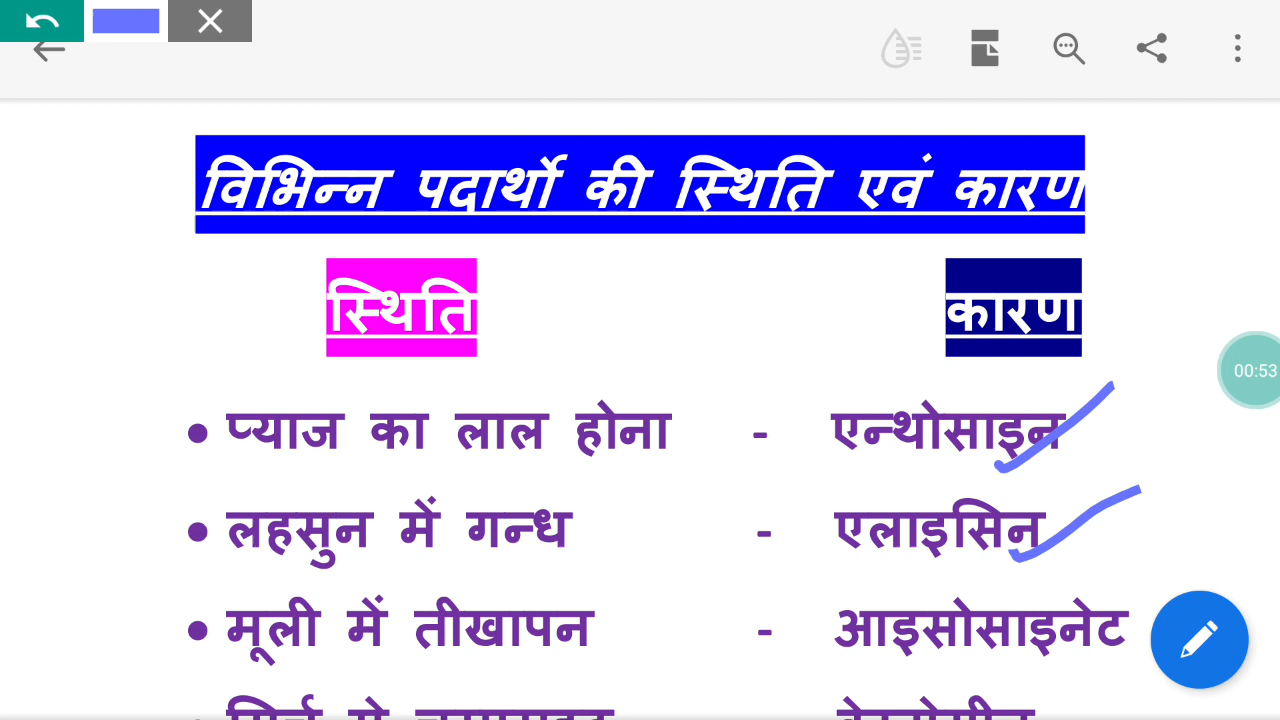 विभिन्न पदार्थो की स्थिति एवं कारण
स्थिति कारण
• प्याज का लाल होना - एन्थोसाइन
• लहसुन में गन्ध - एलाइसिन
• मूली में तीखापन - आइसोसाइनेट
00:53